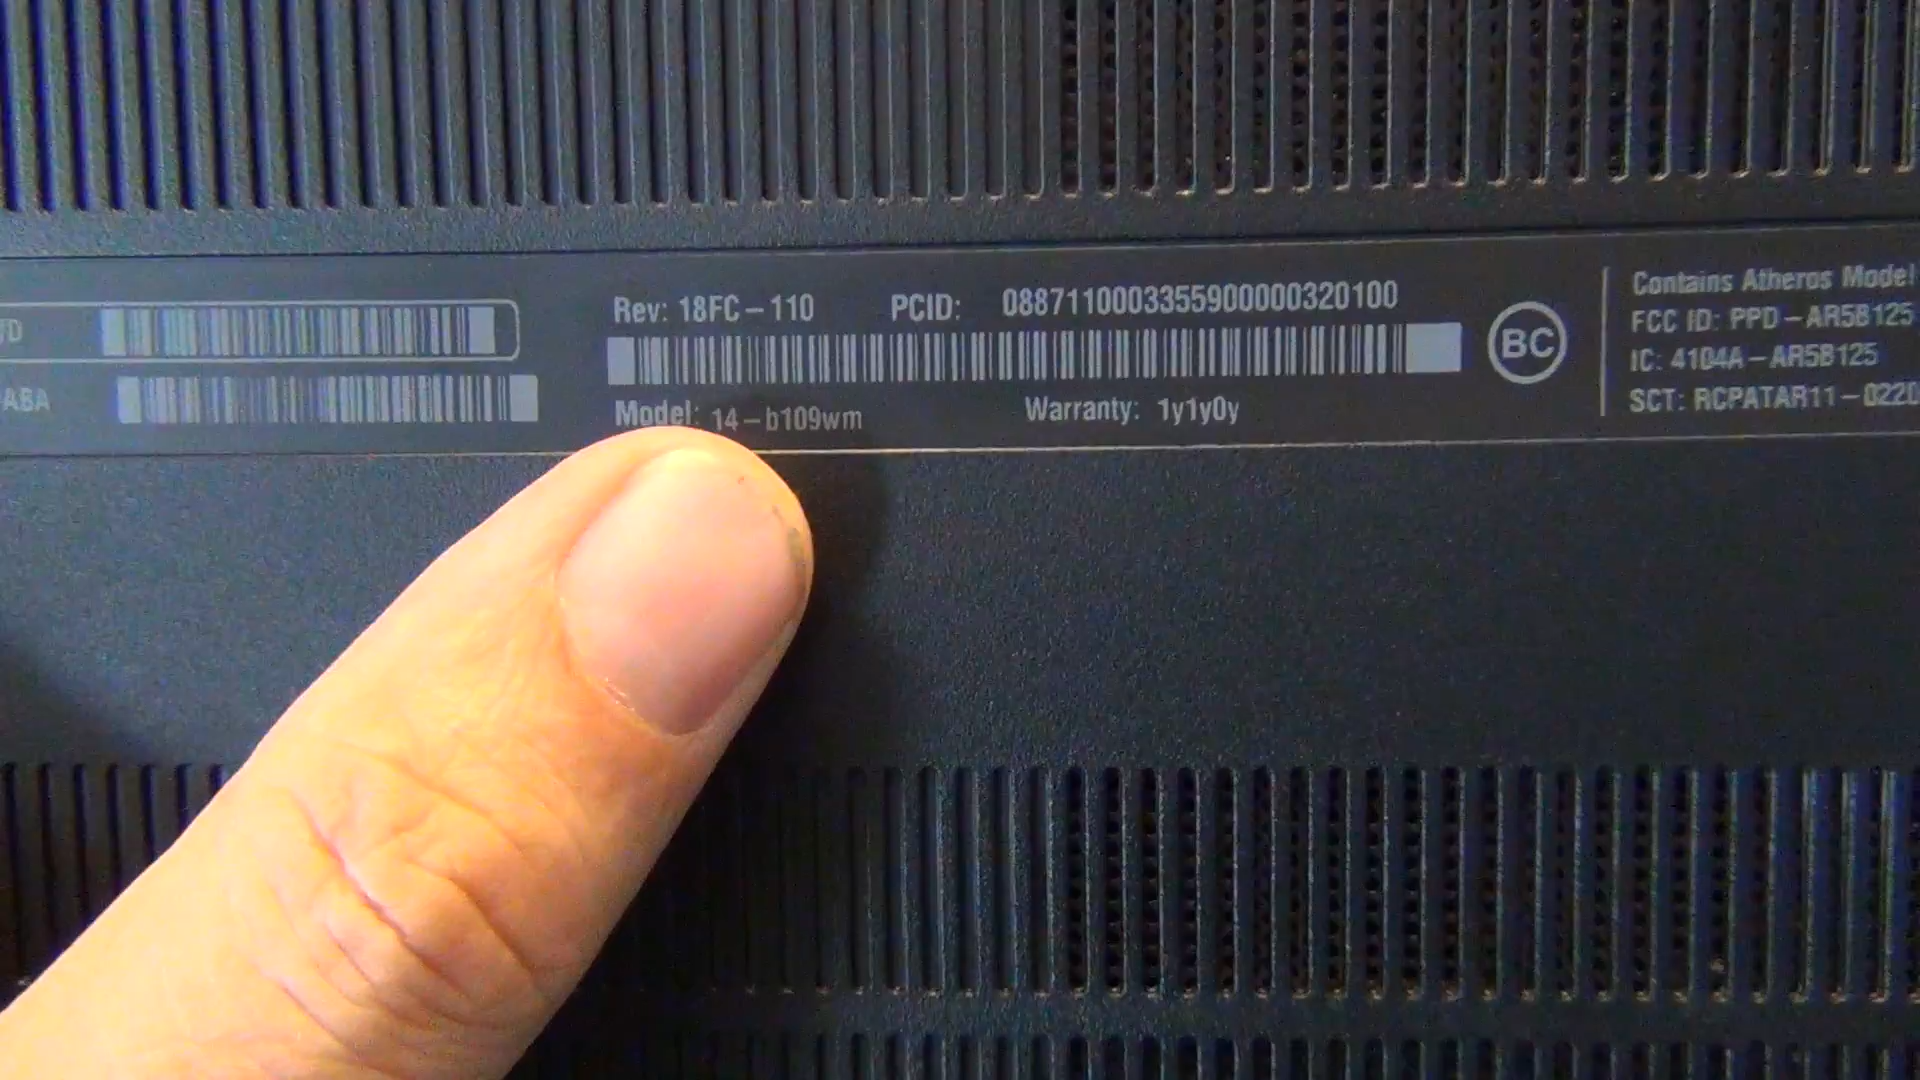 Rev: 18FC-110 PCID: 0887110003355900000320100
Model: 14-b109wm Warranty: 1y1y0y
ABA
BC
Contains Atheros Model
FCC ID: PPD-AR5B125
IC: 4104A-AR5B125
SCT: RCPATAR11-0220